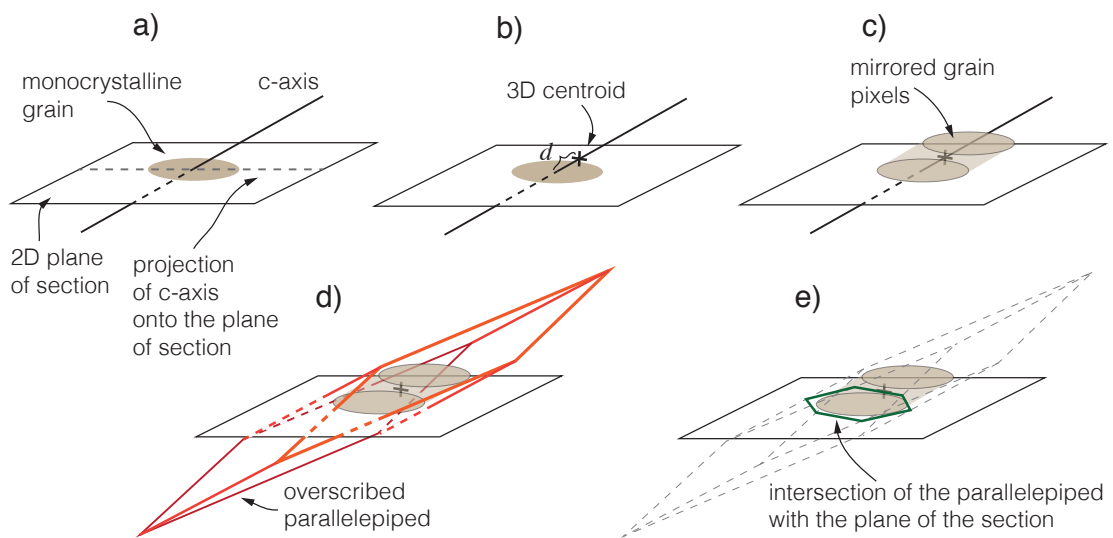 a)
monocrystalline
grain
c-axis
2D plane
of section
projection
of c-axis
onto the plane
of section
b)
3D centroid
d
c)
mirrored grain
pixels
d)
overscribed
parallelepiped
e)
intersection of the parallelepiped
with the plane of the section